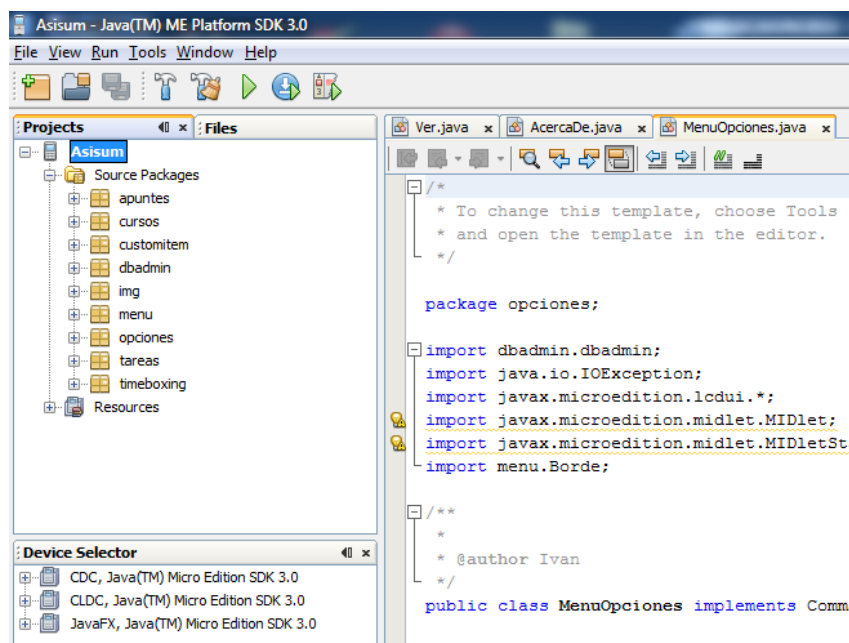 Asisum - Java(TM) ME Platform SDK 3.0
File View Run Tools Window Help
Projects
Files
Asisum
Source Packages
apuntes
cursos
customitem
dbadmin
img
menu
opciones
tareas
timeboxing
Resources
Device Selector
CDC, Java(TM) Micro Edition SDK 3.0
CLDC, Java(TM) Micro Edition SDK 3.0
JavaFX, Java(TM) Micro Edition SDK 3.0
Ver.java x AcercaDe.java x MenuOpciones.java x
/*
* To change this template, choose Tools
* and open the template in the editor.
*/
package opciones;
import dbadmin.dbadmin;
import java.io.IOException;
import javax.microedition.lcdui.*;
import javax.microedition.midlet.MIDlet;
import javax.microedition.midlet.MIDletSt
import menu.Borde;
/**
*
* @author Ivan
*/
public class MenuOpciones implements Comm